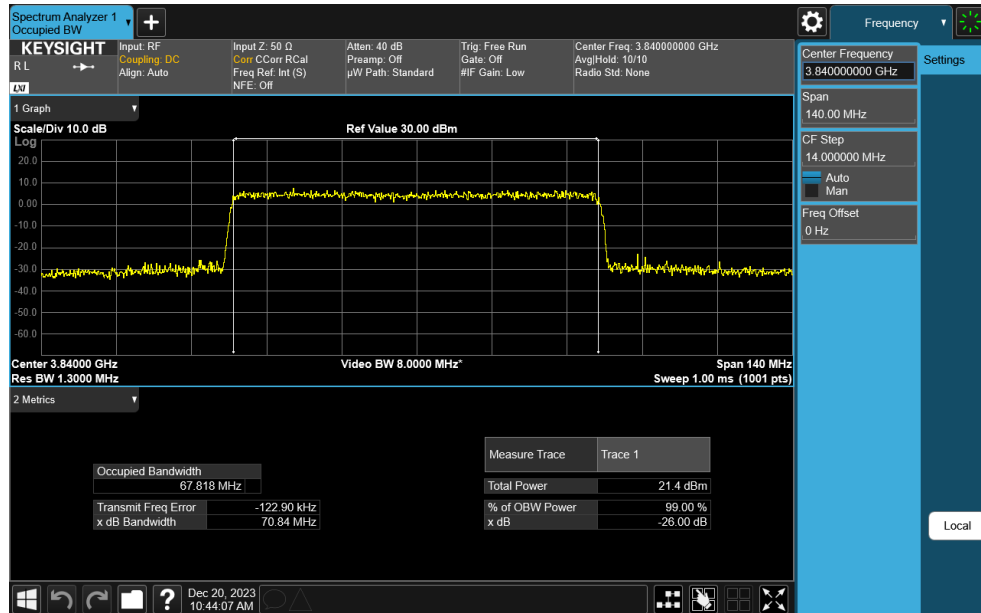 Spectrum Analyzer 1
Occupied BW
+
Frequency
KEYSIGHT
R L
LXI
Input: RF
Coupling: DC
Align: Auto
Input Z: 50 Ω
Corr CCorr RCal
Freq Ref: Int (S)
NFE: Off
Atten: 40 dB
Preamp: Off
µW Path: Standard
Trig: Free Run
Gate: Off
#IF Gain: Low
Center Freq: 3.840000000 GHz
Avg|Hold: 10/10
Radio Std: None
Center Frequency
3.840000000 GHz
Settings
Span
140.00 MHz
CF Step
14.000000 MHz
Auto
Man
Freq Offset
0 Hz
Local
1 Graph
Scale/Div 10.0 dB
Ref Value 30.00 dBm
Log
20.0
10.0
0.00
-10.0
-20.0
-30.0
-40.0
-50.0
-60.0
Center 3.84000 GHz
Video BW 8.0000 MHz*
Span 140 MHz
Res BW 1.3000 MHz
Sweep 1.00 ms (1001 pts)
2 Metrics
Measure Trace Trace 1
Occupied Bandwidth
67.818 MHz
Total Power 21.4 dBm
Transmit Freq Error -122.90 kHz
% of OBW Power 99.00 %
x dB Bandwidth 70.84 MHz
x dB -26.00 dB
?
Dec 20, 2023
10:44:07 AM